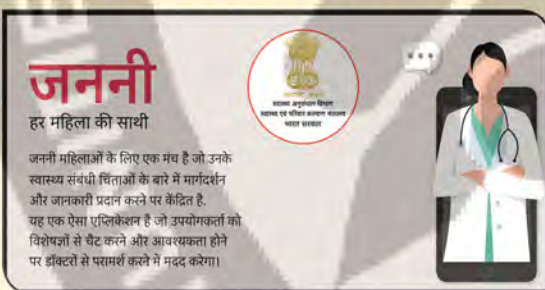 जननी
हर महिला की साथी
जननी महिलाओं के लिए एक मंच है जो उनके
स्वास्थ्य संबंधी चिंताओं के बारे में मार्गदर्शन
और जानकारी प्रदान करने पर केंद्रित है.
यह एक ऐसा एप्लिकेशन है जो उपयोगकर्ता को
विशेषज्ञों से चैट करने और आवश्यकता होने
पर डॉक्टरों से परामर्श करने में मदद करेगा।
स्वास्थ्य अनुसंधान विभाग
स्वास्थ्य एवं परिवार कल्याण मंत्रालय
भारत सरकार